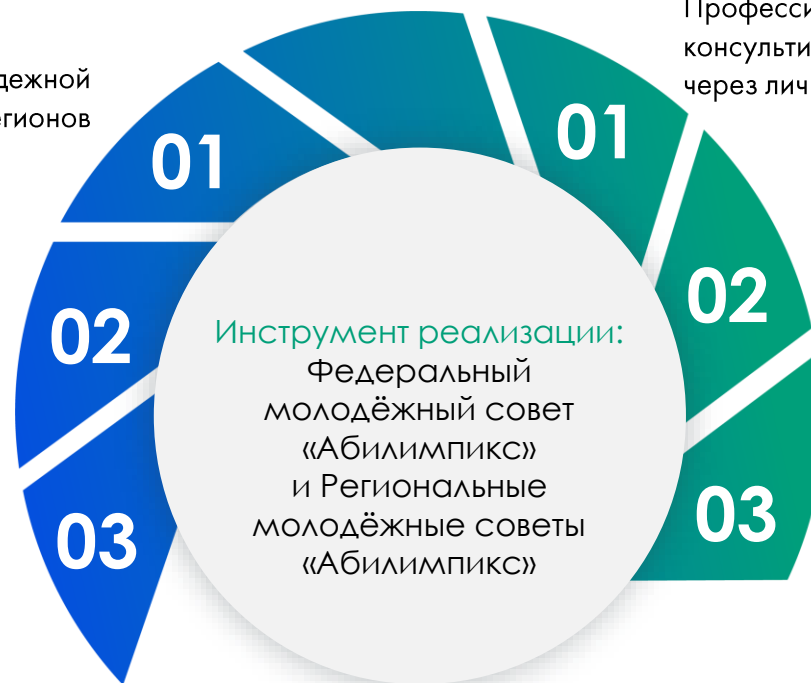 дежной
егионов
Професси
консульти
через лич
01
02
03
01
02
03
Инструмент реализации:
Федеральный
молодёжный совет
«Абилимпикс»
и Региональные
молодёжные советы
«Абилимпикс»